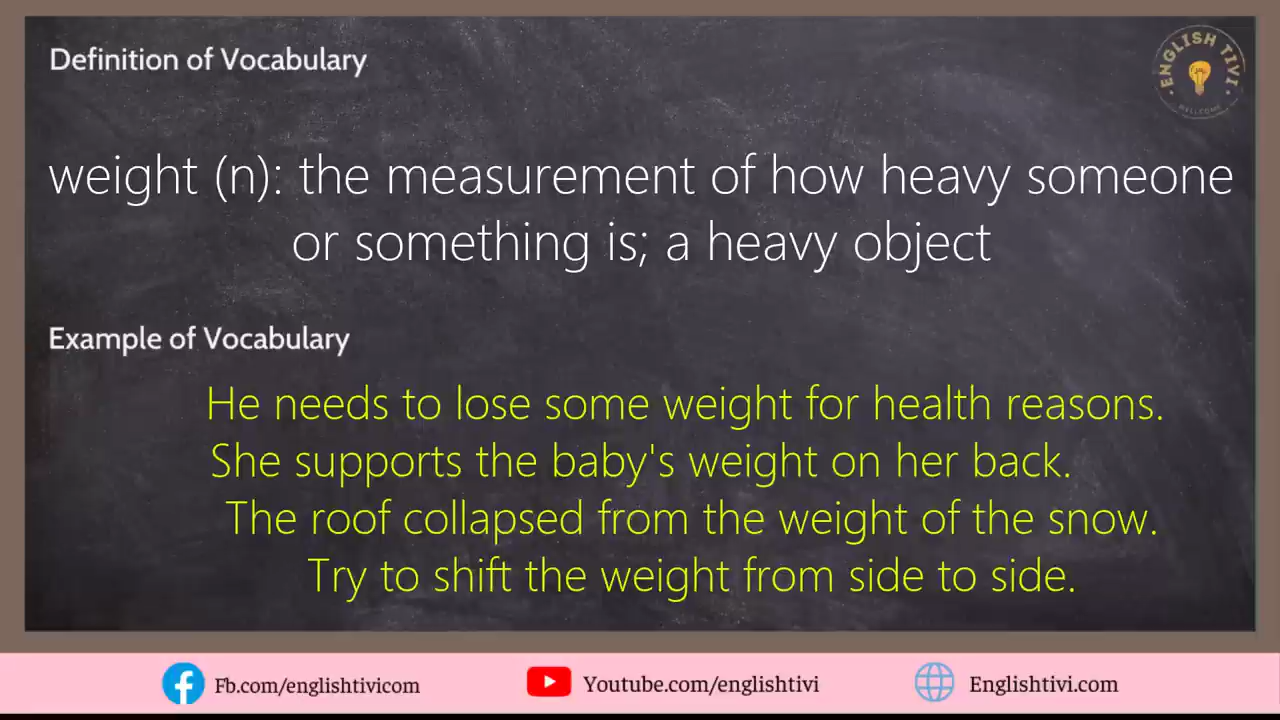 Definition of Vocabulary
ENGLISH TIVI
WELLCOME
weight (n): the measurement of how heavy someone
or something is; a heavy object
Example of Vocabulary
He needs to lose some weight for health reasons.
She supports the baby's weight on her back.
The roof collapsed from the weight of the snow.
Try to shift the weight from side to side.
Fb.com/englishtivicom
Youtube.com/englishtivi
Englishtivi.com